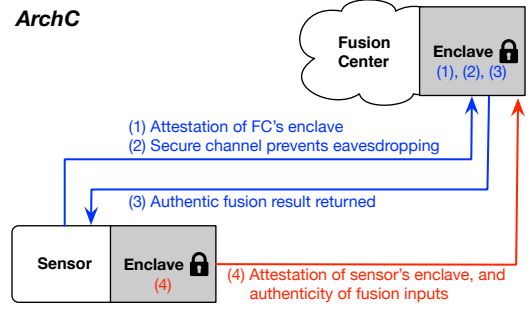 ArchC
Fusion
Center
Enclave
(1), (2), (3)
(1) Attestation of FC's enclave
(2) Secure channel prevents eavesdropping
(3) Authentic fusion result returned
Sensor
Enclave
(4)
(4) Attestation of sensor's enclave, and
authenticity of fusion inputs